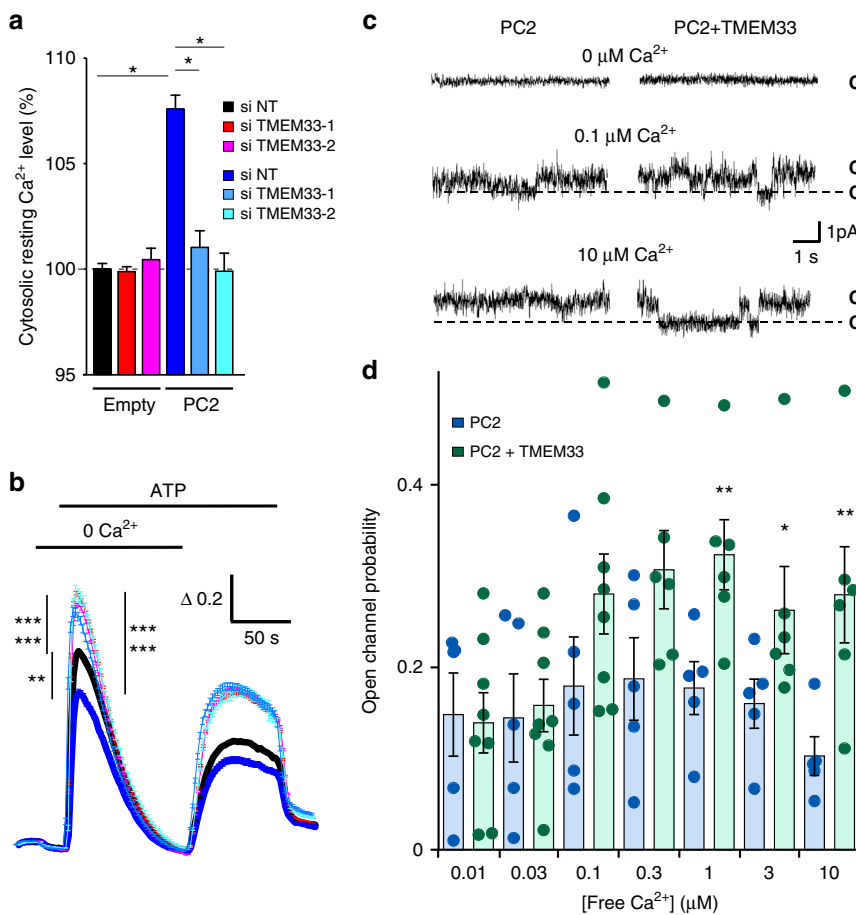 a
Cytosolic resting Ca2+ level (%)
110
107
105
100
95
*
*
*
si NT
si TMEM33-1
si TMEM33-2
si NT
si TMEM33-1
si TMEM33-2
Empty
PC2
b
ATP
0 Ca2+
Δ 0.2
50 s
***
***
**
***
***
c
PC2
PC2+TMEM33
0 μM Ca2+
0.1 μM Ca2+
1pA
1 s
10 μM Ca2+
d
PC2
PC2 + TMEM33
Open channel probability
0.4
0.2
0
**
*
**
0.01
0.03
0.1
0.3
1
3
10
[Free Ca2+] (μM)